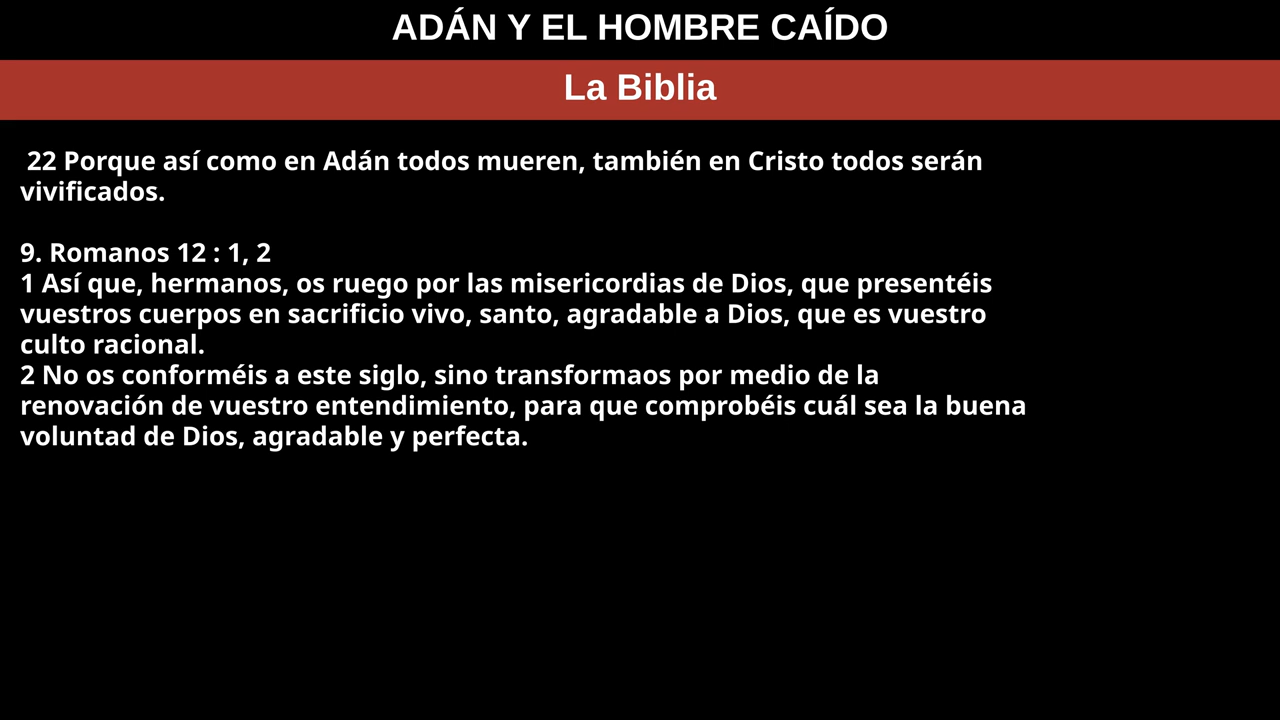 ADÁN Y EL HOMBRE CAÍDO
La Biblia
22 Porque así como en Adán todos mueren, también en Cristo todos serán
vivificados.
9. Romanos 12 : 1, 2
1 Así que, hermanos, os ruego por las misericordias de Dios, que presentéis
vuestros cuerpos en sacrificio vivo, santo, agradable a Dios, que es vuestro
culto racional.
2 No os conforméis a este siglo, sino transformaos por medio de la
renovación de vuestro entendimiento, para que comprobéis cuál sea la buena
voluntad de Dios, agradable y perfecta.